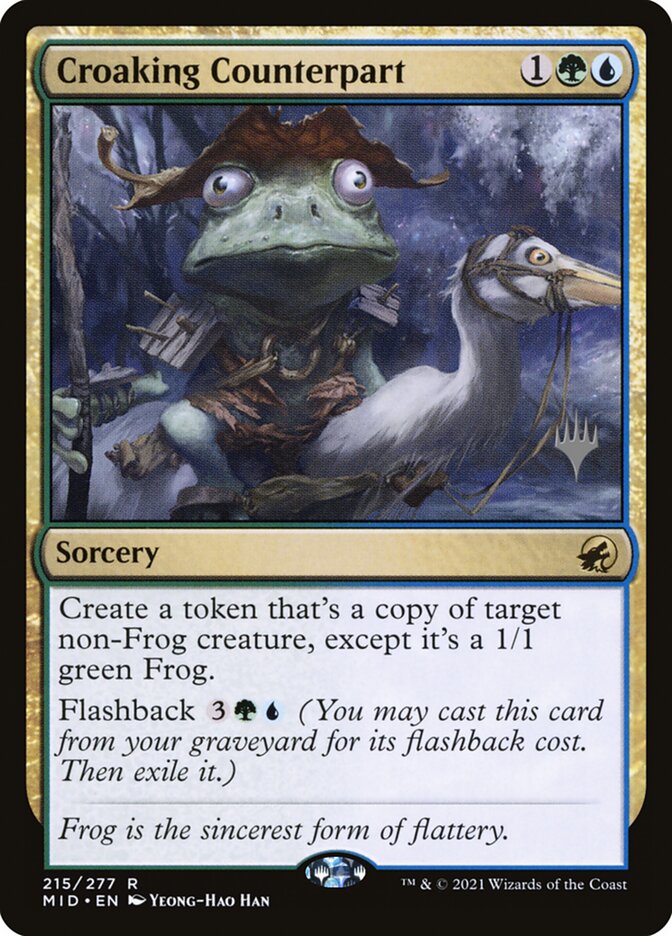 Croaking Counterpart 1
Sorcery
Create a token that's a copy of target
non-Frog creature, except it's a 1/1
green Frog.
Flashback 3 (You may cast this card
from your graveyard for its flashback cost.
Then exile it.)
Frog is the sincerest form of flattery.
215/277 R
MID • EN Yeong-Hao Han
™ & © 2021 Wizards of the Coast